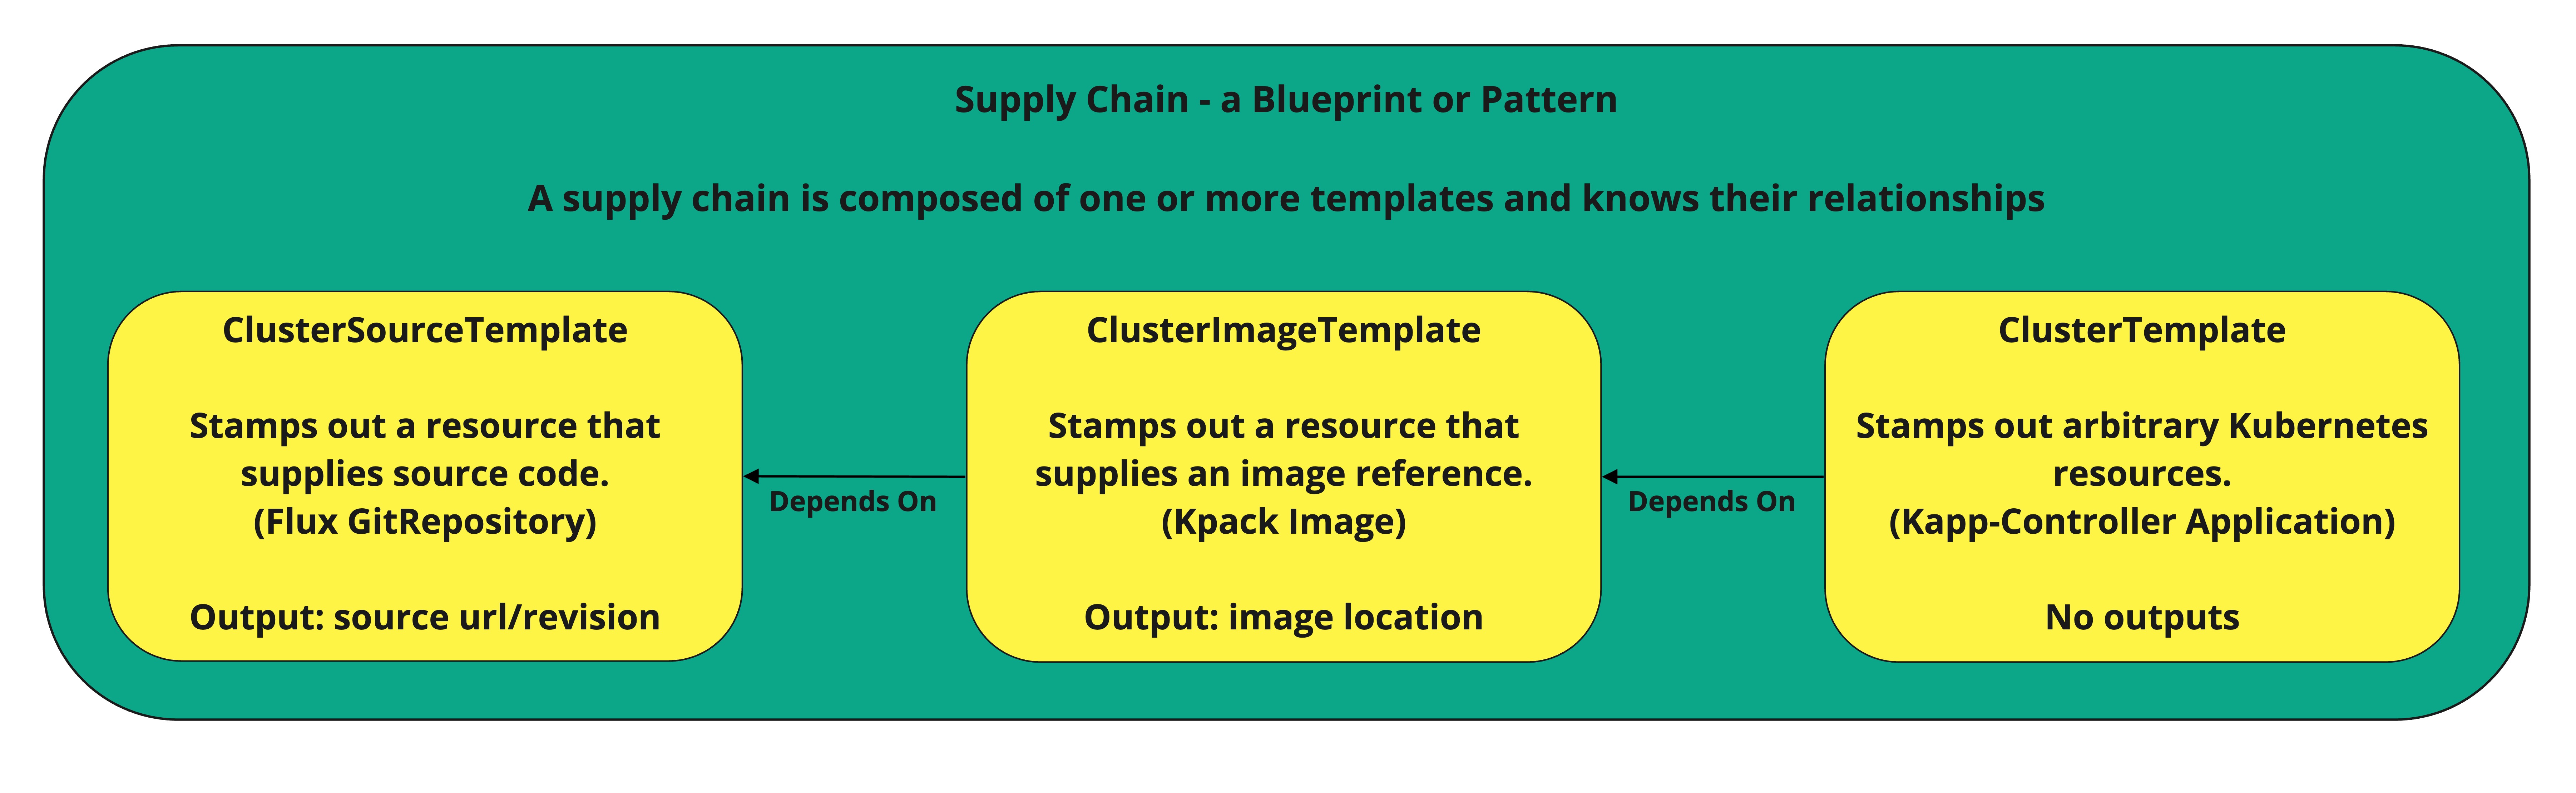 Supply Chain - a Blueprint or Pattern
A supply chain is composed of one or more templates and knows their relationships
ClusterSourceTemplate
Stamps out a resource that
supplies source code.
(Flux GitRepository)
Output: source url/revision
Depends On
ClusterImageTemplate
Stamps out a resource that
supplies an image reference.
(Kpack Image)
Output: image location
Depends On
ClusterTemplate
Stamps out arbitrary Kubernetes
resources.
(Kapp-Controller Application)
No outputs